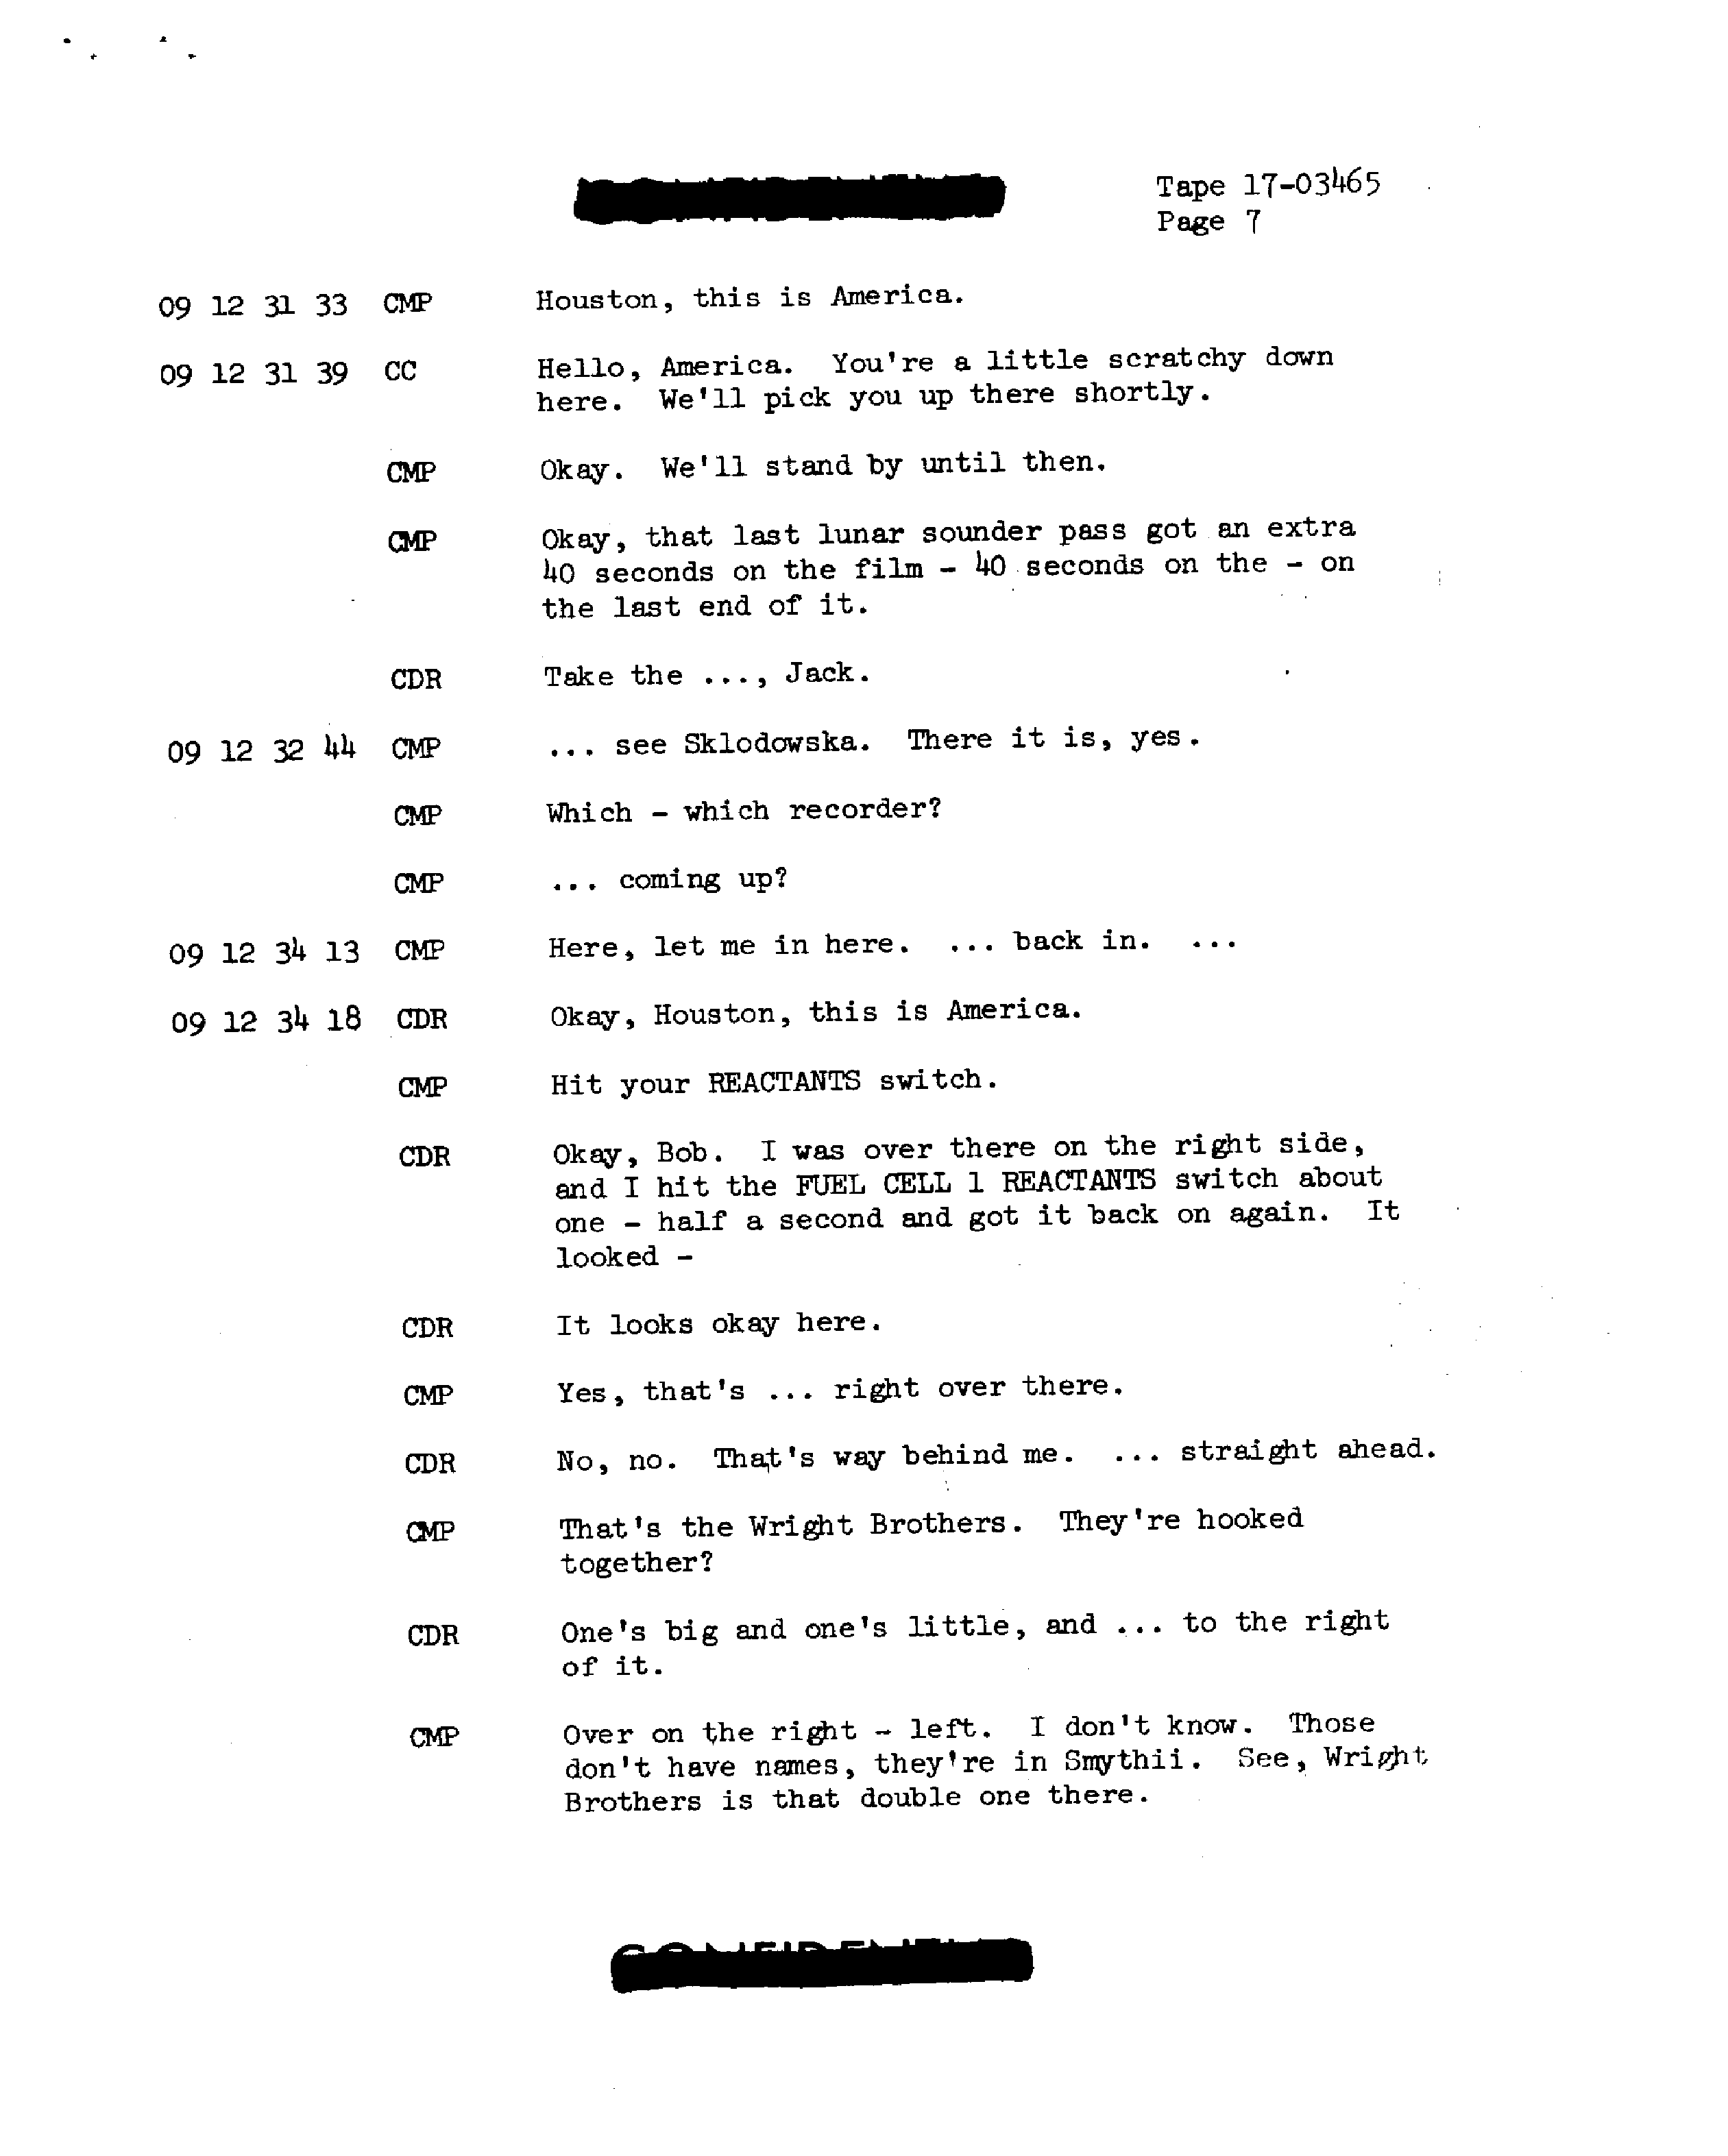 Tape 17-03465
Page 7
09 12 31 33 CMP Houston, this is America.
09 12 31 39 CC Hello, America. You're a little scratchy down
here. We'll pick you up there shortly.
CMP Okay. We'll stand by until then.
CMP Okay, that last lunar sounder pass got an extra
40 seconds on the film - 40 seconds on the - on
the last end of it.
CDR Take the ..., Jack.
09 12 32 44 CMP ... see Sklodowska. There it is, yes.
CMP Which - which recorder?
CMP ... coming up?
09 12 34 13 CMP Here, let me in here. ... back in. ...
09 12 34 18 CDR Okay, Houston, this is America.
CMP Hit your REACTANTS switch.
CDR Okay, Bob. I was over there on the right side,
and I hit the FUEL CELL 1 REACTANTS switch about
one - half a second and got it back on again. It
looked -
CDR It looks okay here.
CMP Yes, that's ... right over there.
CDR No, no. That's way behind me. ... straight ahead.
CMP That's the Wright Brothers. They're hooked
together?
CDR One's big and one's little, and ... to the right
of it.
CMP Over on the right - left. I don't know. Those
don't have names, they're in Smythii. See, Wright
Brothers is that double one there.